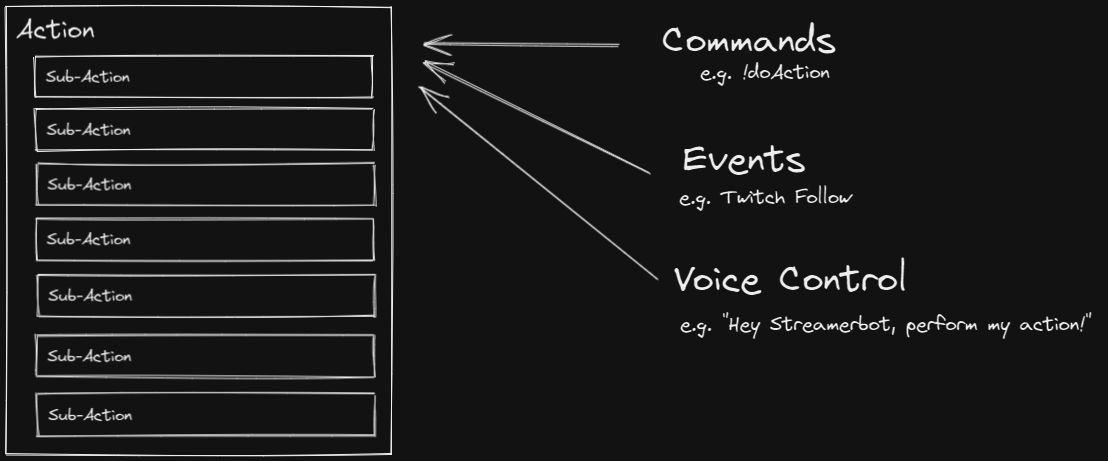 Action
Sub-Action
Sub-Action
Sub-Action
Sub-Action
Sub-Action
Sub-Action
Sub-Action
Commands
e.g. !doAction
Events
e.g. Twitch Follow
Voice Control
e.g. "Hey Streamerbot, perform my action!"